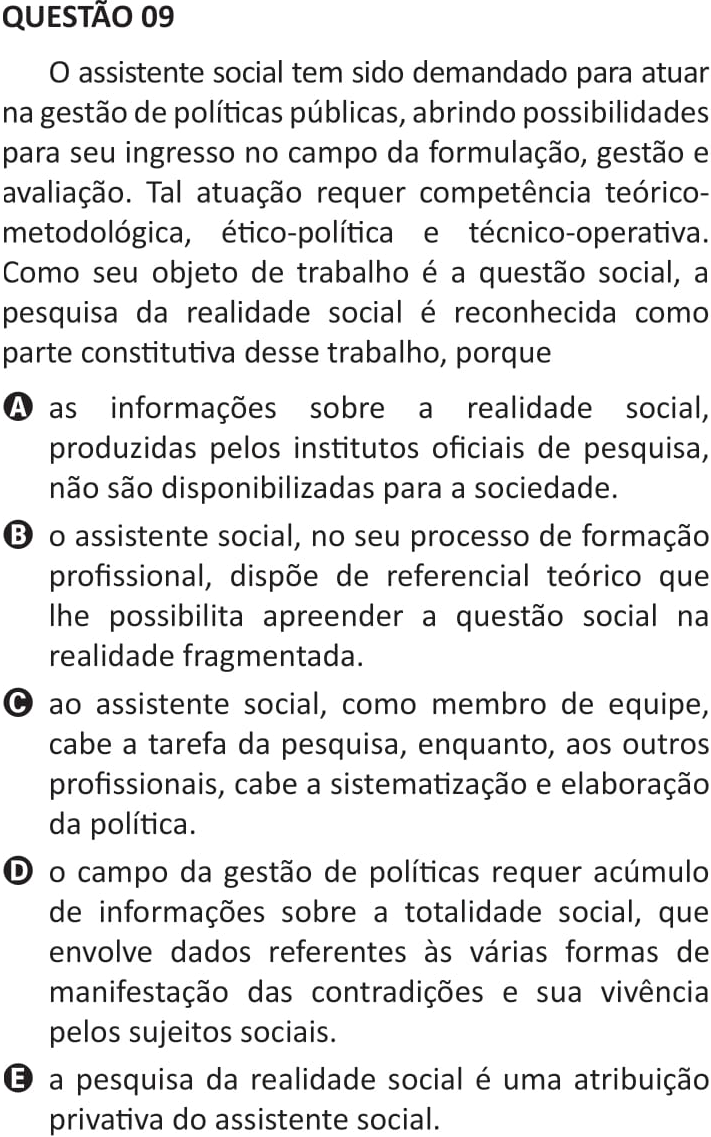 QUESTÃO 09
O assistente social tem sido demandado para atuar
na gestão de políticas públicas, abrindo possibilidades
para seu ingresso no campo da formulação, gestão e
avaliação. Tal atuação requer competência teórico-
metodológica, ético-política e técnico-operativa.
Como seu objeto de trabalho é a questão social, a
pesquisa da realidade social é reconhecida como
parte constitutiva desse trabalho, porque
A as informações sobre a realidade social,
produzidas pelos institutos oficiais de pesquisa,
não são disponibilizadas para a sociedade.
B o assistente social, no seu processo de formação
profissional, dispõe de referencial teórico que
lhe possibilita apreender a questão social na
realidade fragmentada.
C ao assistente social, como membro de equipe,
cabe a tarefa da pesquisa, enquanto, aos outros
profissionais, cabe a sistematização e elaboração
da política.
D o campo da gestão de políticas requer acúmulo
de informações sobre a totalidade social, que
envolve dados referentes às várias formas de
manifestação das contradições e sua vivência
pelos sujeitos sociais.
E a pesquisa da realidade social é uma atribuição
privativa do assistente social.